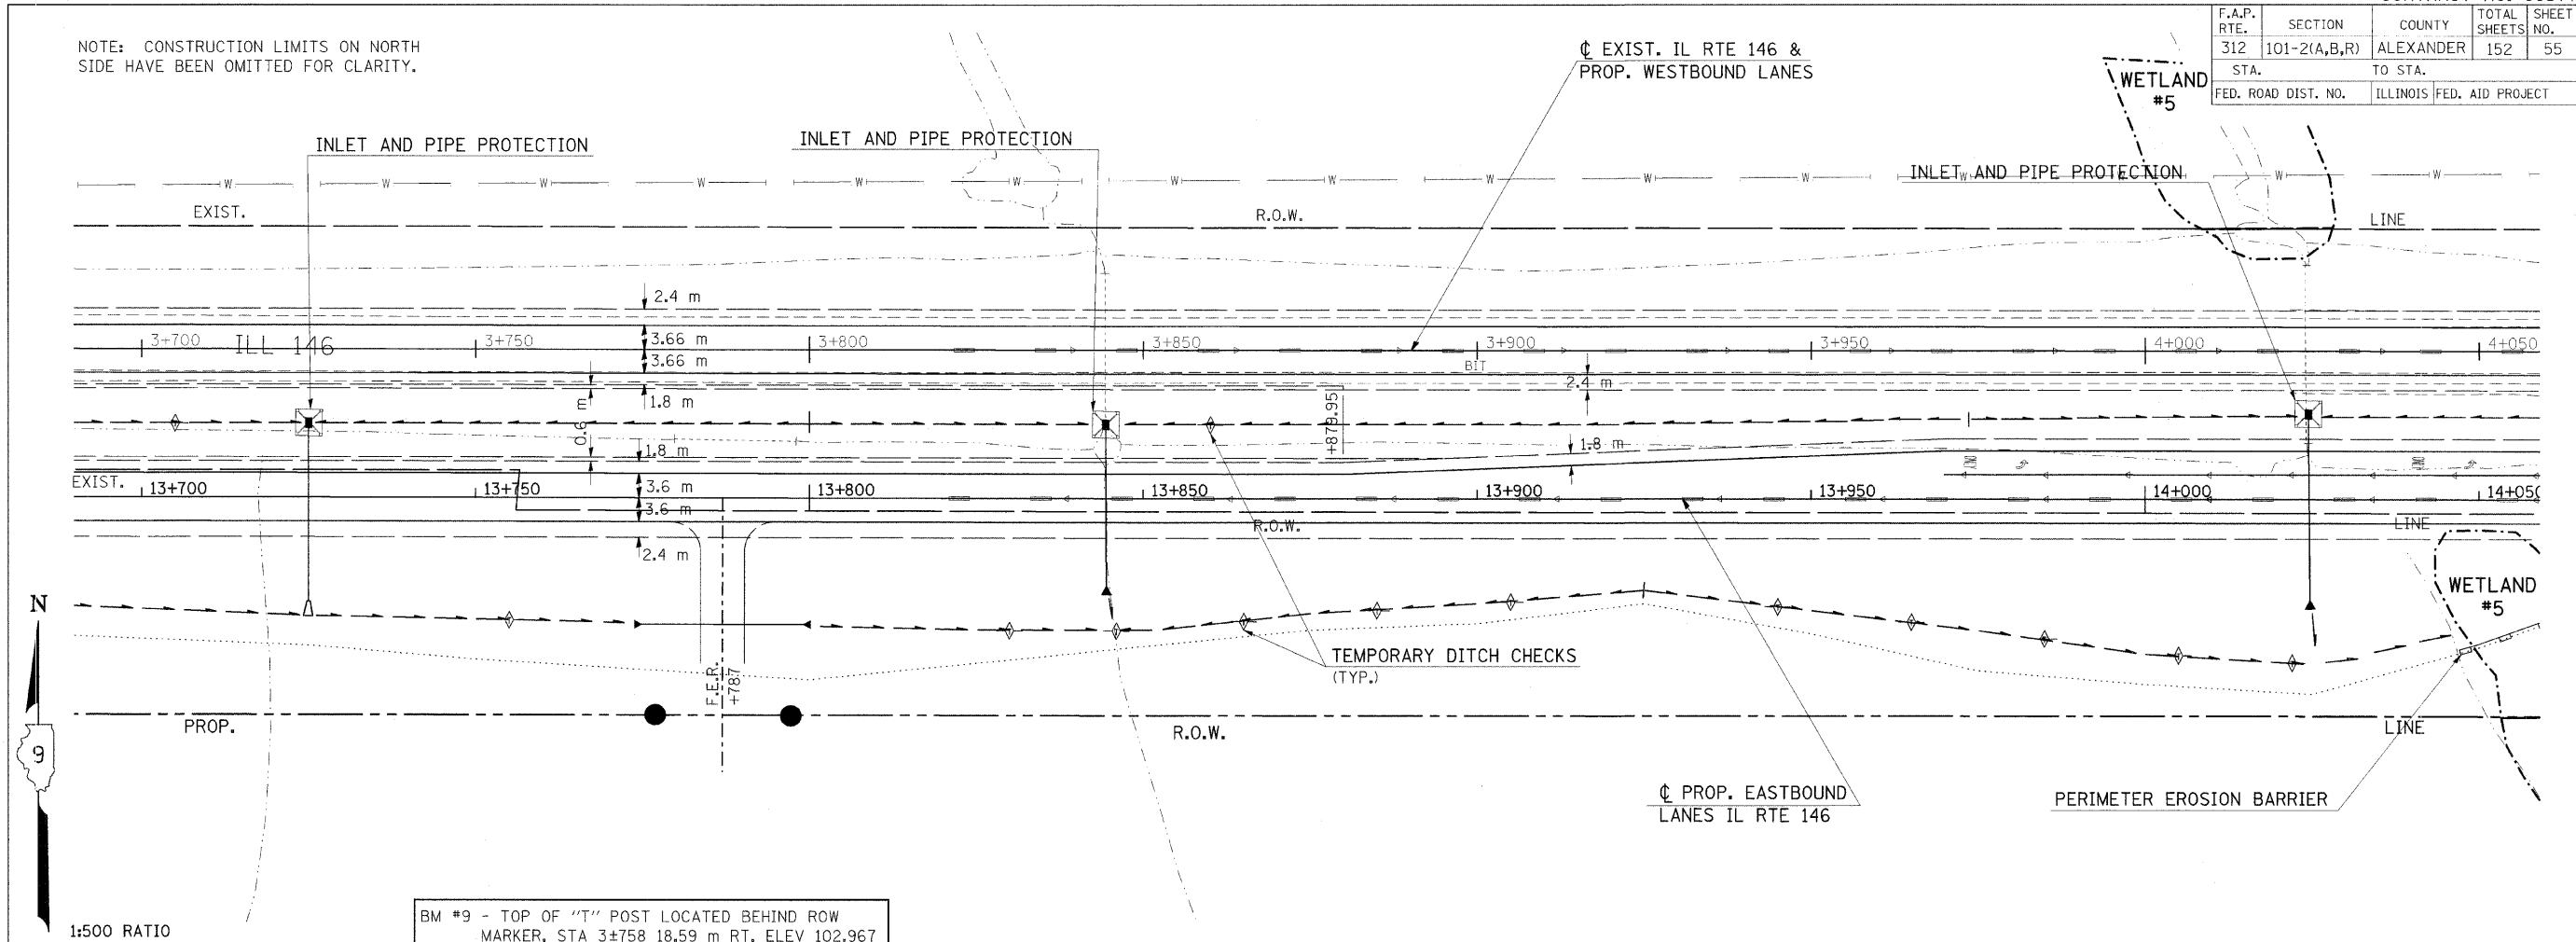 F.A.P. RTE. SECTION COUNTY TOTAL SHEETS SHEET NO.
312 101-2(A,B,R) ALEXANDER 152 55
STA. TO STA.
FED. ROAD DIST. NO. ILLINOIS FED. AID PROJECT
NOTE: CONSTRUCTION LIMITS ON NORTH
SIDE HAVE BEEN OMITTED FOR CLARITY.
℄ EXIST. IL RTE 146 &
PROP. WESTBOUND LANES
WETLAND
#5
INLET AND PIPE PROTECTION
INLET AND PIPE PROTECTION
INLET AND PIPE PROTECTION
W W W W W W W W W W W W W W W
EXIST. R.O.W. LINE
2.4 m
3+700 ILL 146 3+750 3.66 m 3+800 3+850 3+900 3+950 4+000 4+050
3.66 m
BIT
2.4 m
1.8 m
0.6 m
+879.951
1.8 m
1.8 m
EXIST. 13+700 13+750 3.6 m 13+800 13+850 13+900 13+950 14+000 14+050
3.6 m
R.O.W. LINE
2.4 m
WETLAND
#5
N
TEMPORARY DITCH CHECKS
(TYP.)
F.E.R.
+787
PROP. R.O.W. LINE
9
℄ PROP. EASTBOUND
LANES IL RTE 146
PERIMETER EROSION BARRIER
BM #9 - TOP OF "T" POST LOCATED BEHIND ROW
MARKER, STA 3±758 18.59 m RT, ELEV 102.967
1:500 RATIO